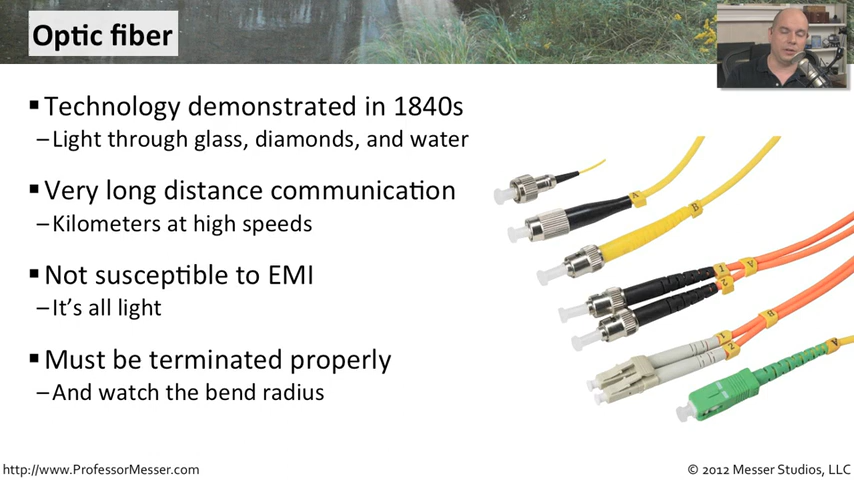 Optic fiber
▪Technology demonstrated in 1840s
–Light through glass, diamonds, and water
▪Very long distance communication
–Kilometers at high speeds
▪Not susceptible to EMI
–It's all light
▪Must be terminated properly
–And watch the bend radius
http://www.ProfessorMesser.com
© 2012 Messer Studios, LLC